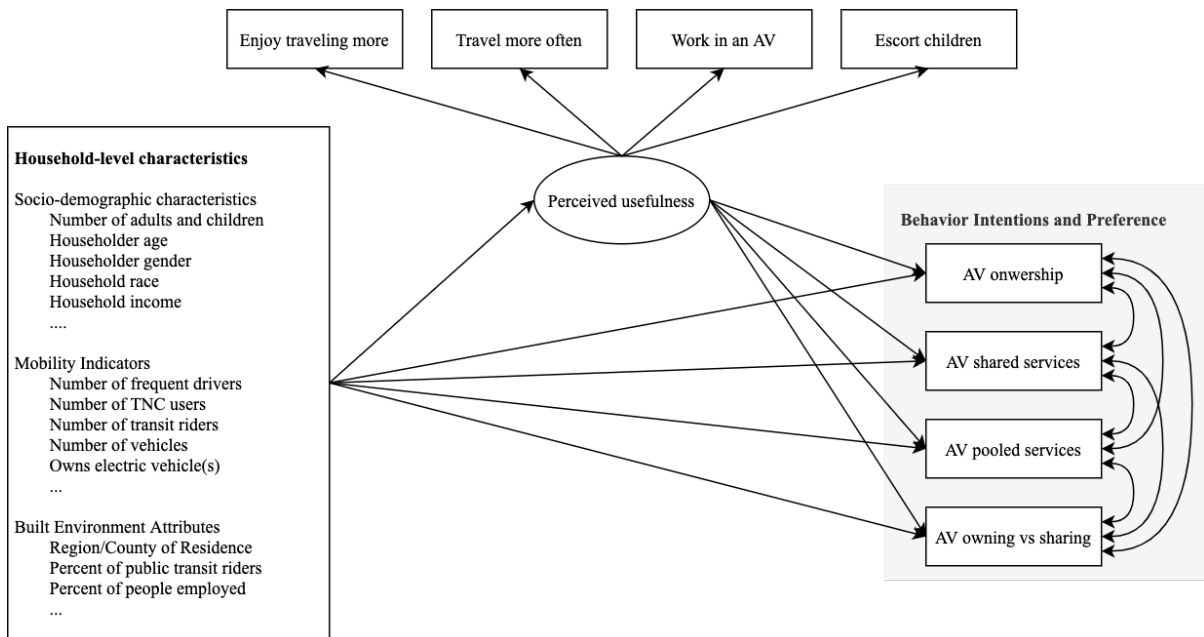 Enjoy traveling more
Travel more often
Work in an AV
Escort children
Household-level characteristics
Socio-demographic characteristics
Number of adults and children
Householder age
Householder gender
Household race
Household income
....
Mobility Indicators
Number of frequent drivers
Number of TNC users
Number of transit riders
Number of vehicles
Owns electric vehicle(s)
...
Built Environment Attributes
Region/County of Residence
Percent of public transit riders
Percent of people employed
...
Perceived usefulness
Behavior Intentions and Preference
AV onwership
AV shared services
AV pooled services
AV owning vs sharing